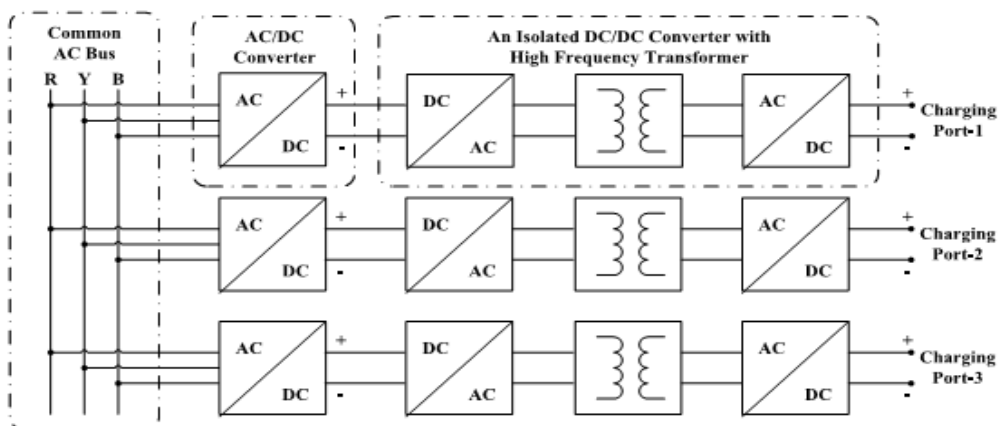 Common
AC Bus
R Y B
AC/DC
Converter
An Isolated DC/DC Converter with
High Frequency Transformer
AC
DC
+
-
DC
AC
AC
DC
+
-
Charging
Port-1
AC
DC
+
-
DC
AC
AC
DC
+
-
Charging
Port-2
AC
DC
+
-
DC
AC
AC
DC
+
-
Charging
Port-3